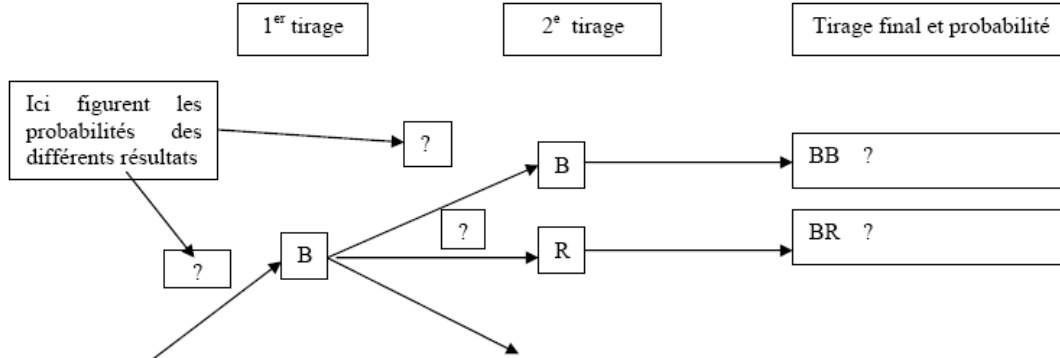 1er tirage
2e tirage
Tirage final et probabilité
Ici figurent les
probabilités des
différents résultats
?
B
BB ?
?
R
BR ?
?
B